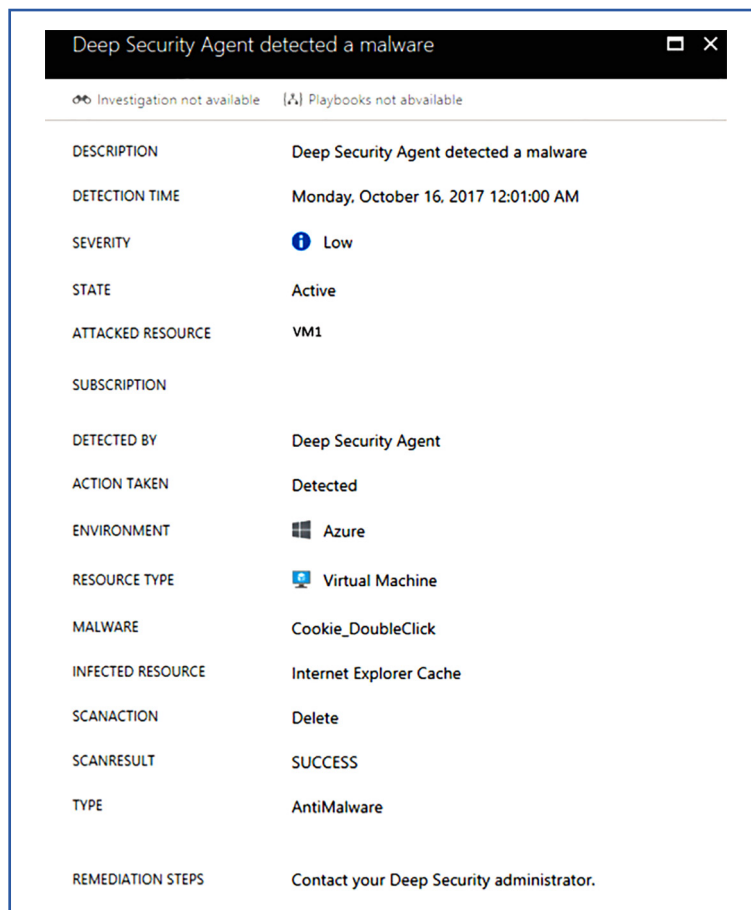 Deep Security Agent detected a malware
Investigation not available Playbooks not abvailable
DESCRIPTION Deep Security Agent detected a malware
DETECTION TIME Monday, October 16, 2017 12:01:00 AM
SEVERITY Low
STATE Active
ATTACKED RESOURCE VM1
SUBSCRIPTION
DETECTED BY Deep Security Agent
ACTION TAKEN Detected
ENVIRONMENT Azure
RESOURCE TYPE Virtual Machine
MALWARE Cookie_DoubleClick
INFECTED RESOURCE Internet Explorer Cache
SCANACTION Delete
SCANRESULT SUCCESS
TYPE AntiMalware
REMEDIATION STEPS Contact your Deep Security administrator.